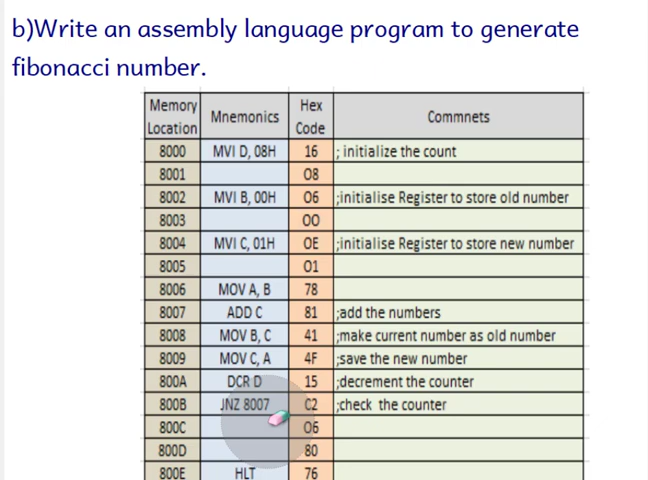 b)Write an assembly language program to generate
fibonacci number.
Memory Location Mnemonics Hex Code Commnets
8000 MVI D, 08H 16 ; initialize the count
8001 08
8002 MVI B, 00H 06 ;initialise Register to store old number
8003 00
8004 MVI C, 01H 0E ;initialise Register to store new number
8005 01
8006 MOV A, B 78
8007 ADD C 81 ;add the numbers
8008 MOV B, C 41 ;make current number as old number
8009 MOV C, A 4F ;save the new number
800A DCR D 15 ;decrement the counter
800B JNZ 8007 C2 ;check the counter
800C 06
800D 80
800E HLT 76